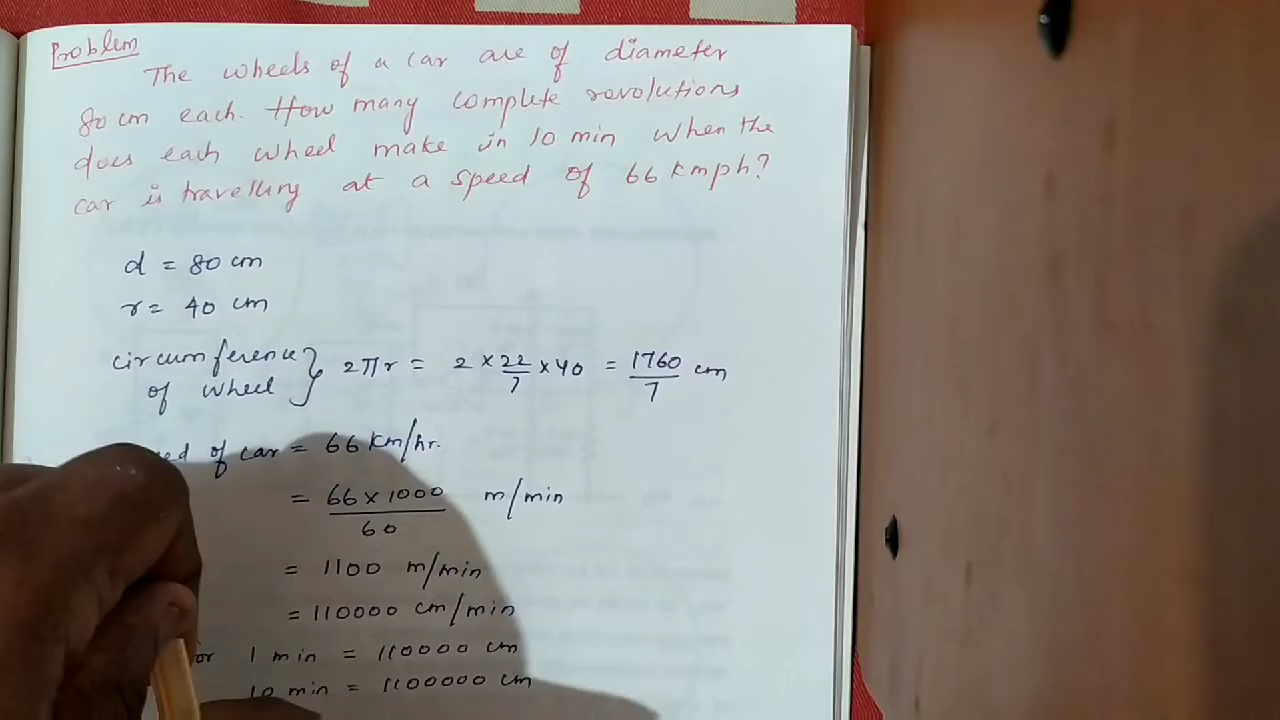 Problem
The wheels of a car are of diameter
80 cm each. How many complete revolutions
does each wheel make in 10 min when the
car is travelling at a speed of 66 kmph?
d = 80 cm
r = 40 cm
circumference of wheel } 2πr = 2 × 22/7 × 40 = 1760/7 cm
of car = 66 km/hr.
= 66 × 1000 / 60 m/min
= 1100 m/min
= 110000 cm/min
1 min = 110000 cm
10 min = 1100000 cm